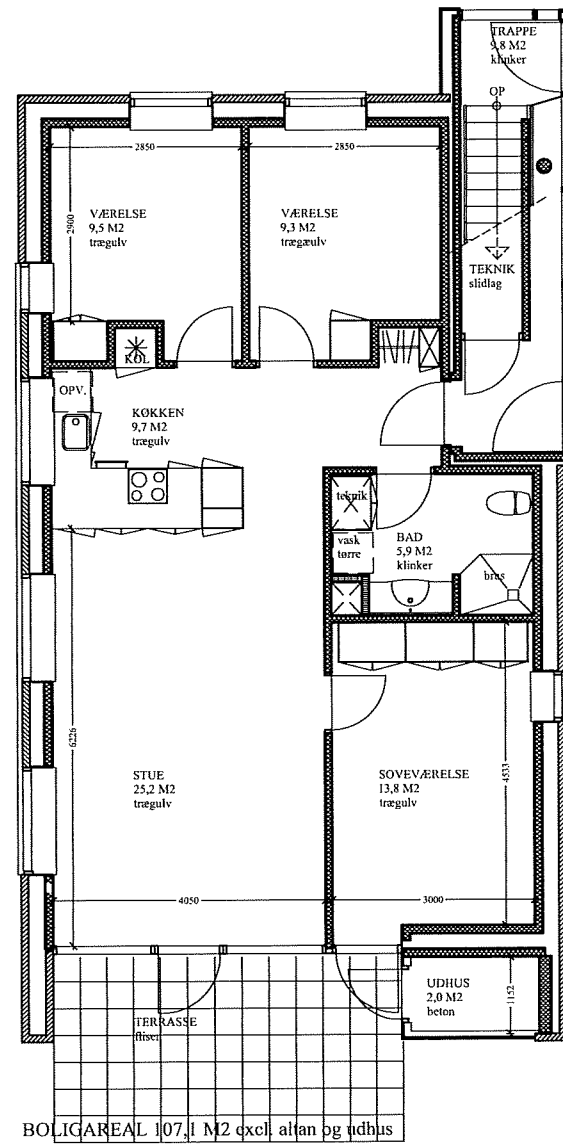 TRAPPE
9,8 M2
klinker
OP
2850
2850
VÆRELSE
9,5 M2
trægulv
VÆRELSE
9,3 M2
trægæulv
2900
TEKNIK
slidlag
KØL
OPV.
KØKKEN
9,7 M2
trægulv
teknik
vask
tørre
BAD
5,9 M2
klinker
brus
6226
STUE
25,2 M2
trægulv
SOVEVÆRELSE
13,8 M2
trægulv
4533
4050
3000
UDHUS
2,0 M2
beton
1152
TERRASSE
fliser
BOLIGAREAL 107,1 M2 excl. altan og udhus